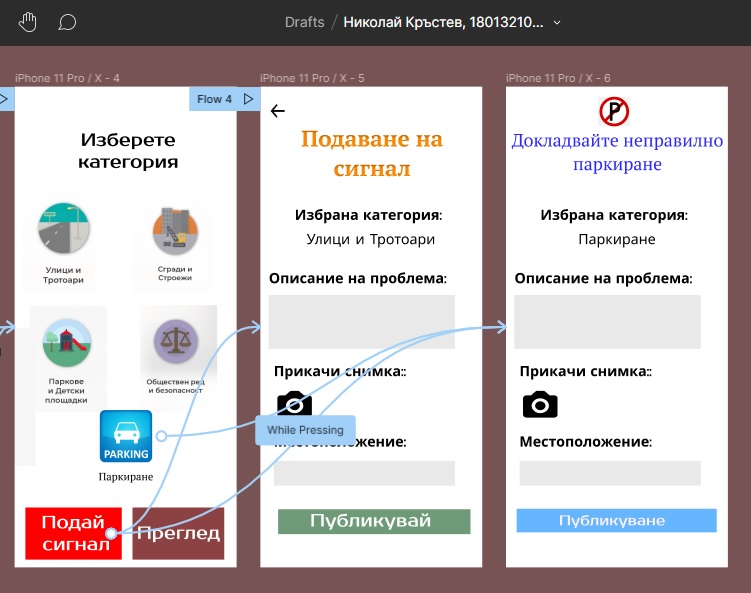 Drafts / Николай Кръстев, 18013210...
iPhone 11 Pro / X - 4
Flow 4
Изберете
категория
Улици и
Тротоари
Сгради и
Строежи
Паркове
и Детски
площадки
Обществен ред
и безопасност
PARKING
Паркиране
Подай
сигнал
Преглед
iPhone 11 Pro / X - 5
Подаване на
сигнал
Избрана категория:
Улици и Тротоари
Описание на проблема:
Прикачи снимка::
While Pressing
Местоположение:
Публикувай
iPhone 11 Pro / X - 6
P
Докладвайте неправилно
паркиране
Избрана категория:
Паркиране
Описание на проблема:
Прикачи снимка::
Местоположение:
Публикуване